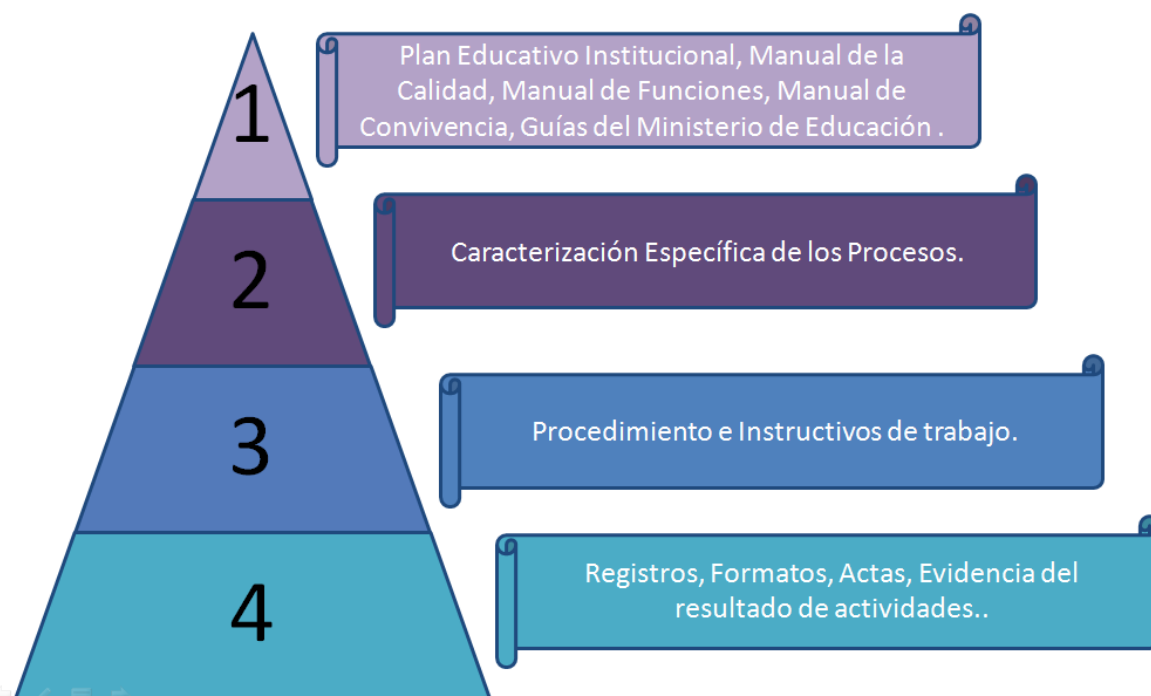 1
Plan Educativo Institucional, Manual de la
Calidad, Manual de Funciones, Manual de
Convivencia, Guías del Ministerio de Educación .
2
Caracterización Específica de los Procesos.
3
Procedimiento e Instructivos de trabajo.
4
Registros, Formatos, Actas, Evidencia del
resultado de actividades..